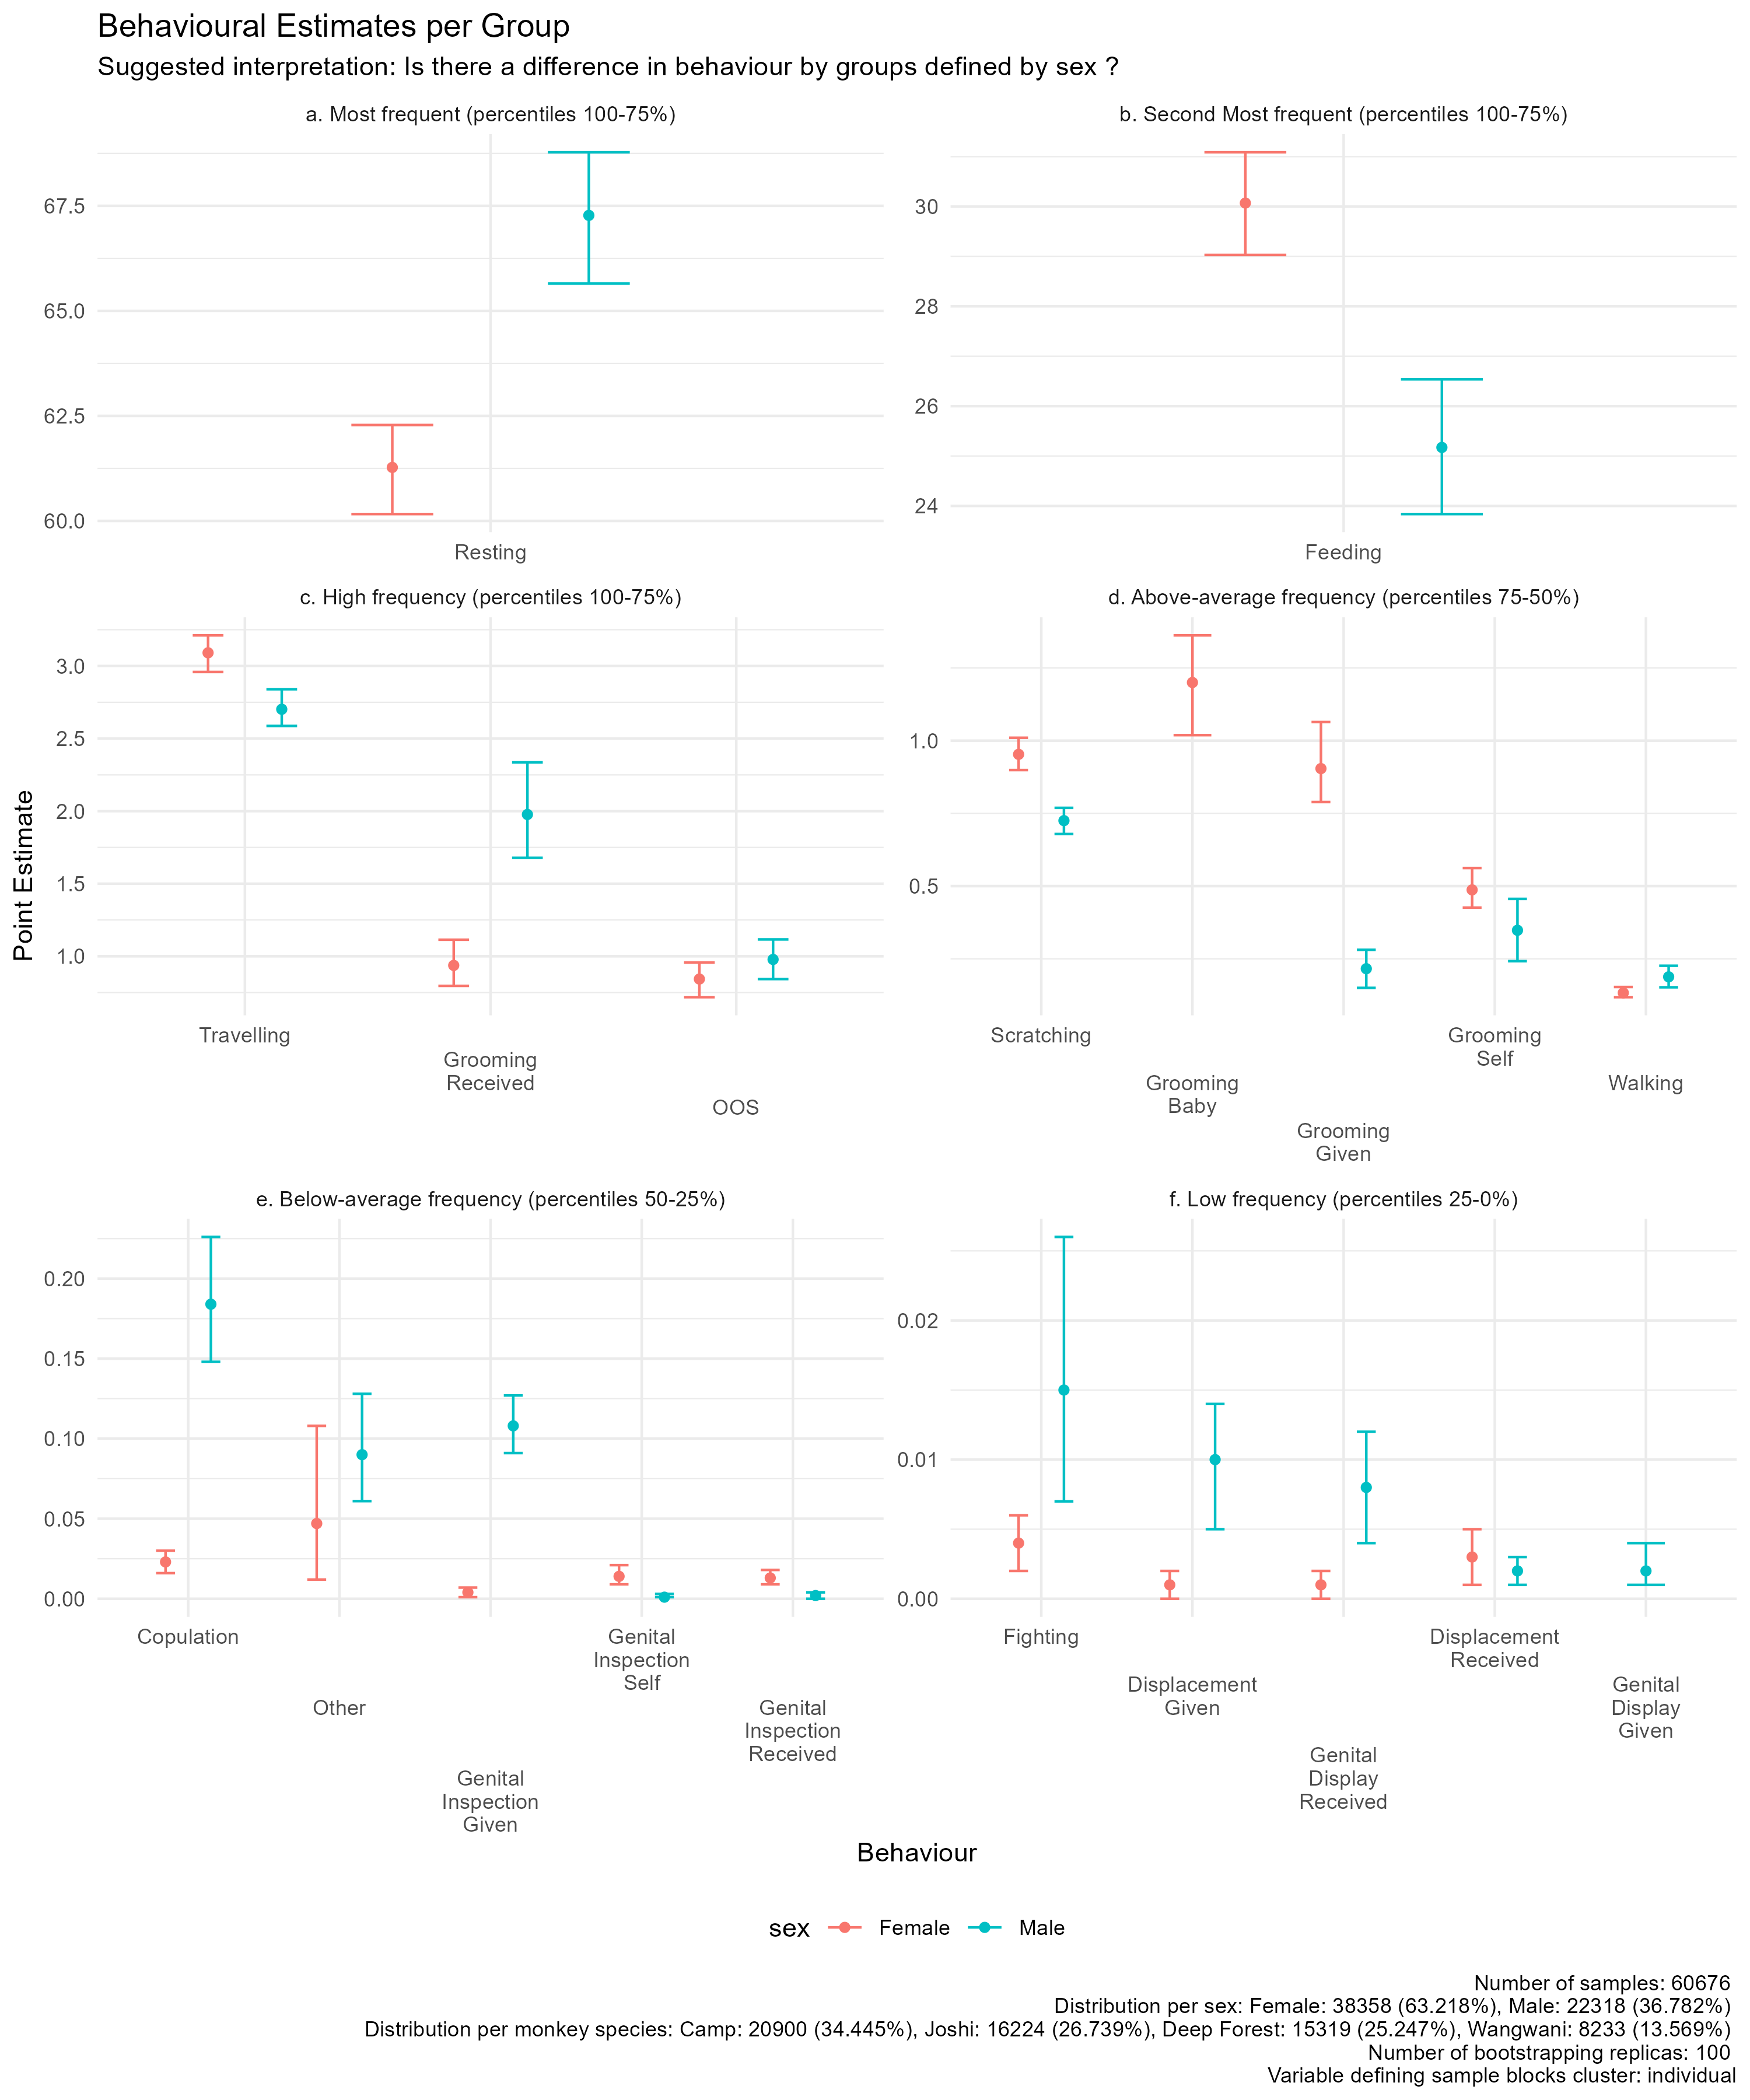 Behavioural Estimates per Group
Suggested interpretation: Is there a difference in behaviour by groups defined by sex ?
a. Most frequent (percentiles 100-75%)
67.5
65.0
62.5
60.0
Resting
b. Second Most frequent (percentiles 100-75%)
30
28
26
24
Feeding
Point Estimate
c. High frequency (percentiles 100-75%)
3.0
2.5
2.0
1.5
1.0
Travelling
Grooming
Received
OOS
d. Above-average frequency (percentiles 75-50%)
1.0
0.5
Scratching
Grooming
Baby
Grooming
Given
Grooming
Self
Walking
e. Below-average frequency (percentiles 50-25%)
0.20
0.15
0.10
0.05
0.00
Copulation
Other
Genital
Inspection
Given
Genital
Inspection
Self
Genital
Inspection
Received
f. Low frequency (percentiles 25-0%)
0.02
0.01
0.00
Fighting
Displacement
Given
Genital
Display
Received
Displacement
Received
Genital
Display
Given
Behaviour
sex Female Male
Number of samples: 60676
Distribution per sex: Female: 38358 (63.218%), Male: 22318 (36.782%)
Distribution per monkey species: Camp: 20900 (34.445%), Joshi: 16224 (26.739%), Deep Forest: 15319 (25.247%), Wangwani: 8233 (13.569%)
Number of bootstrapping replicas: 100
Variable defining sample blocks cluster: individual